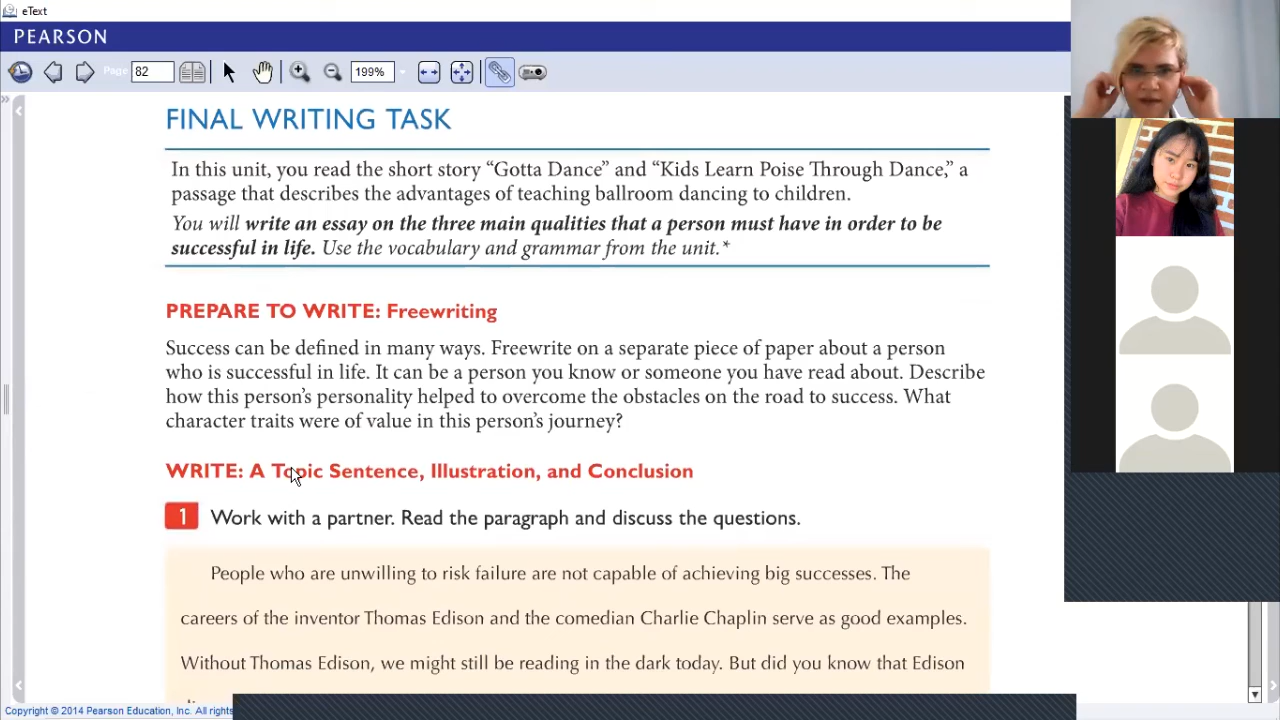 eText
PEARSON
Page 82 199%
FINAL WRITING TASK
In this unit, you read the short story “Gotta Dance” and “Kids Learn Poise Through Dance,” a
passage that describes the advantages of teaching ballroom dancing to children.
You will write an essay on the three main qualities that a person must have in order to be
successful in life. Use the vocabulary and grammar from the unit.*
PREPARE TO WRITE: Freewriting
Success can be defined in many ways. Freewrite on a separate piece of paper about a person
who is successful in life. It can be a person you know or someone you have read about. Describe
how this person’s personality helped to overcome the obstacles on the road to success. What
character traits were of value in this person’s journey?
WRITE: A Topic Sentence, Illustration, and Conclusion
1 Work with a partner. Read the paragraph and discuss the questions.
People who are unwilling to risk failure are not capable of achieving big successes. The
careers of the inventor Thomas Edison and the comedian Charlie Chaplin serve as good examples.
Without Thomas Edison, we might still be reading in the dark today. But did you know that Edison
Copyright © 2014 Pearson Education, Inc. All rights